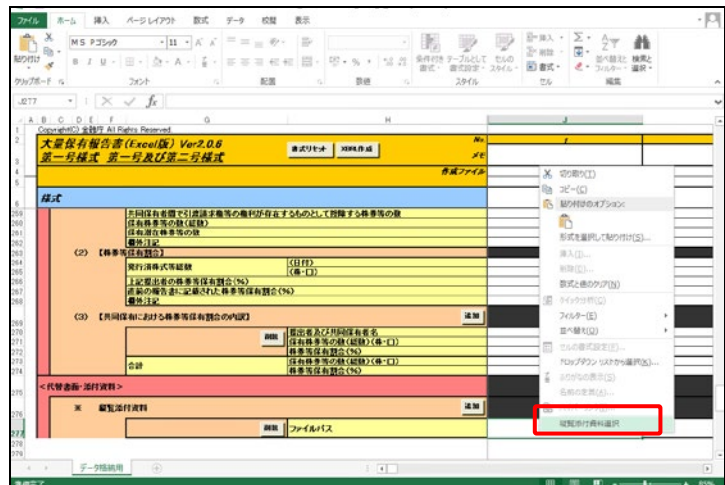 ファイル ホーム 挿入 ページ レイアウト 数式 データ 校閲 表示
ＭＳ Ｐゴシック 11
貼り付け
条件付き 書式・ テーブルとして 書式設定・ セルの スタイル・
挿入 削除 書式
並べ替えと フィルター・ 検索と 選択・
クリップボード フォント 配置 数値 スタイル セル 編集
J277
A B C D E F G H J
Copyright(C) 金融庁 All Rights Reserved.
大量保有報告書(Excel版) Ver2.0.6
第一号様式 第一号及び第二号様式
書式リセット XBRL作成
No. 1
メモ
作成ファイル
様式
共同保有者間で引渡請求権等の権利が存在するものとして控除する株券等の数
保有株券等の数(総数)
保有潜在株券等の数
欄外注記
(2) 【株券等保有割合】
発行済株式等総数 (日付)
(株・口)
上記提出者の株券等保有割合(%)
直前の報告書に記載された株券等保有割合(%)
欄外注記
(3) 【共同保有における株券等保有割合の内訳】 追加
削除 提出者及び共同保有者名
保有株券等の数(総数)(株・口)
株券等保有割合(%)
合計 保有株券等の数(総数)(株・口)
株券等保有割合(%)
<代替書面・添付資料>
※ 縦覧添付資料 追加
削除 ファイルパス
切り取り(T)
コピー(C)
貼り付けのオプション:
形式を選択して貼り付け(S)...
挿入(I)...
削除(D)...
数式と値のクリア(N)
クイック分析(Q)
フィルター(E)
並べ替え(O)
セルの書式設定(F)...
ドロップダウン リストから選択(K)...
ふりがなの表示(S)
名前の定義(A)...
縦覧添付資料選択
データ格納用
準備完了
85%